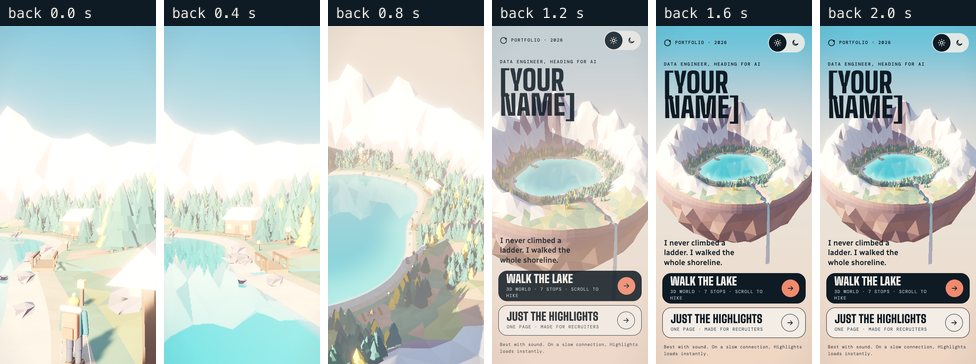 back 0.0 s
back 0.4 s
back 0.8 s
back 1.2 s
back 1.6 s
back 2.0 s
PORTFOLIO · 2026
DATA ENGINEER, HEADING FOR AI
[YOUR
NAME]
I never climbed a
ladder. I walked the
whole shoreline.
WALK THE LAKE
3D WORLD · 7 STOPS · SCROLL TO
HIKE
JUST THE HIGHLIGHTS
ONE PAGE · MADE FOR RECRUITERS
Best with sound. On a slow connection, Highlights
loads instantly.
PORTFOLIO · 2026
DATA ENGINEER, HEADING FOR AI
[YOUR
NAME]
I never climbed a
ladder. I walked the
whole shoreline.
WALK THE LAKE
3D WORLD · 7 STOPS · SCROLL TO
HIKE
JUST THE HIGHLIGHTS
ONE PAGE · MADE FOR RECRUITERS
Best with sound. On a slow connection, Highlights
loads instantly.
PORTFOLIO · 2026
DATA ENGINEER, HEADING FOR AI
[YOUR
NAME]
I never climbed a
ladder. I walked the
whole shoreline.
WALK THE LAKE
3D WORLD · 7 STOPS · SCROLL TO
HIKE
JUST THE HIGHLIGHTS
ONE PAGE · MADE FOR RECRUITERS
Best with sound. On a slow connection, Highlights
loads instantly.